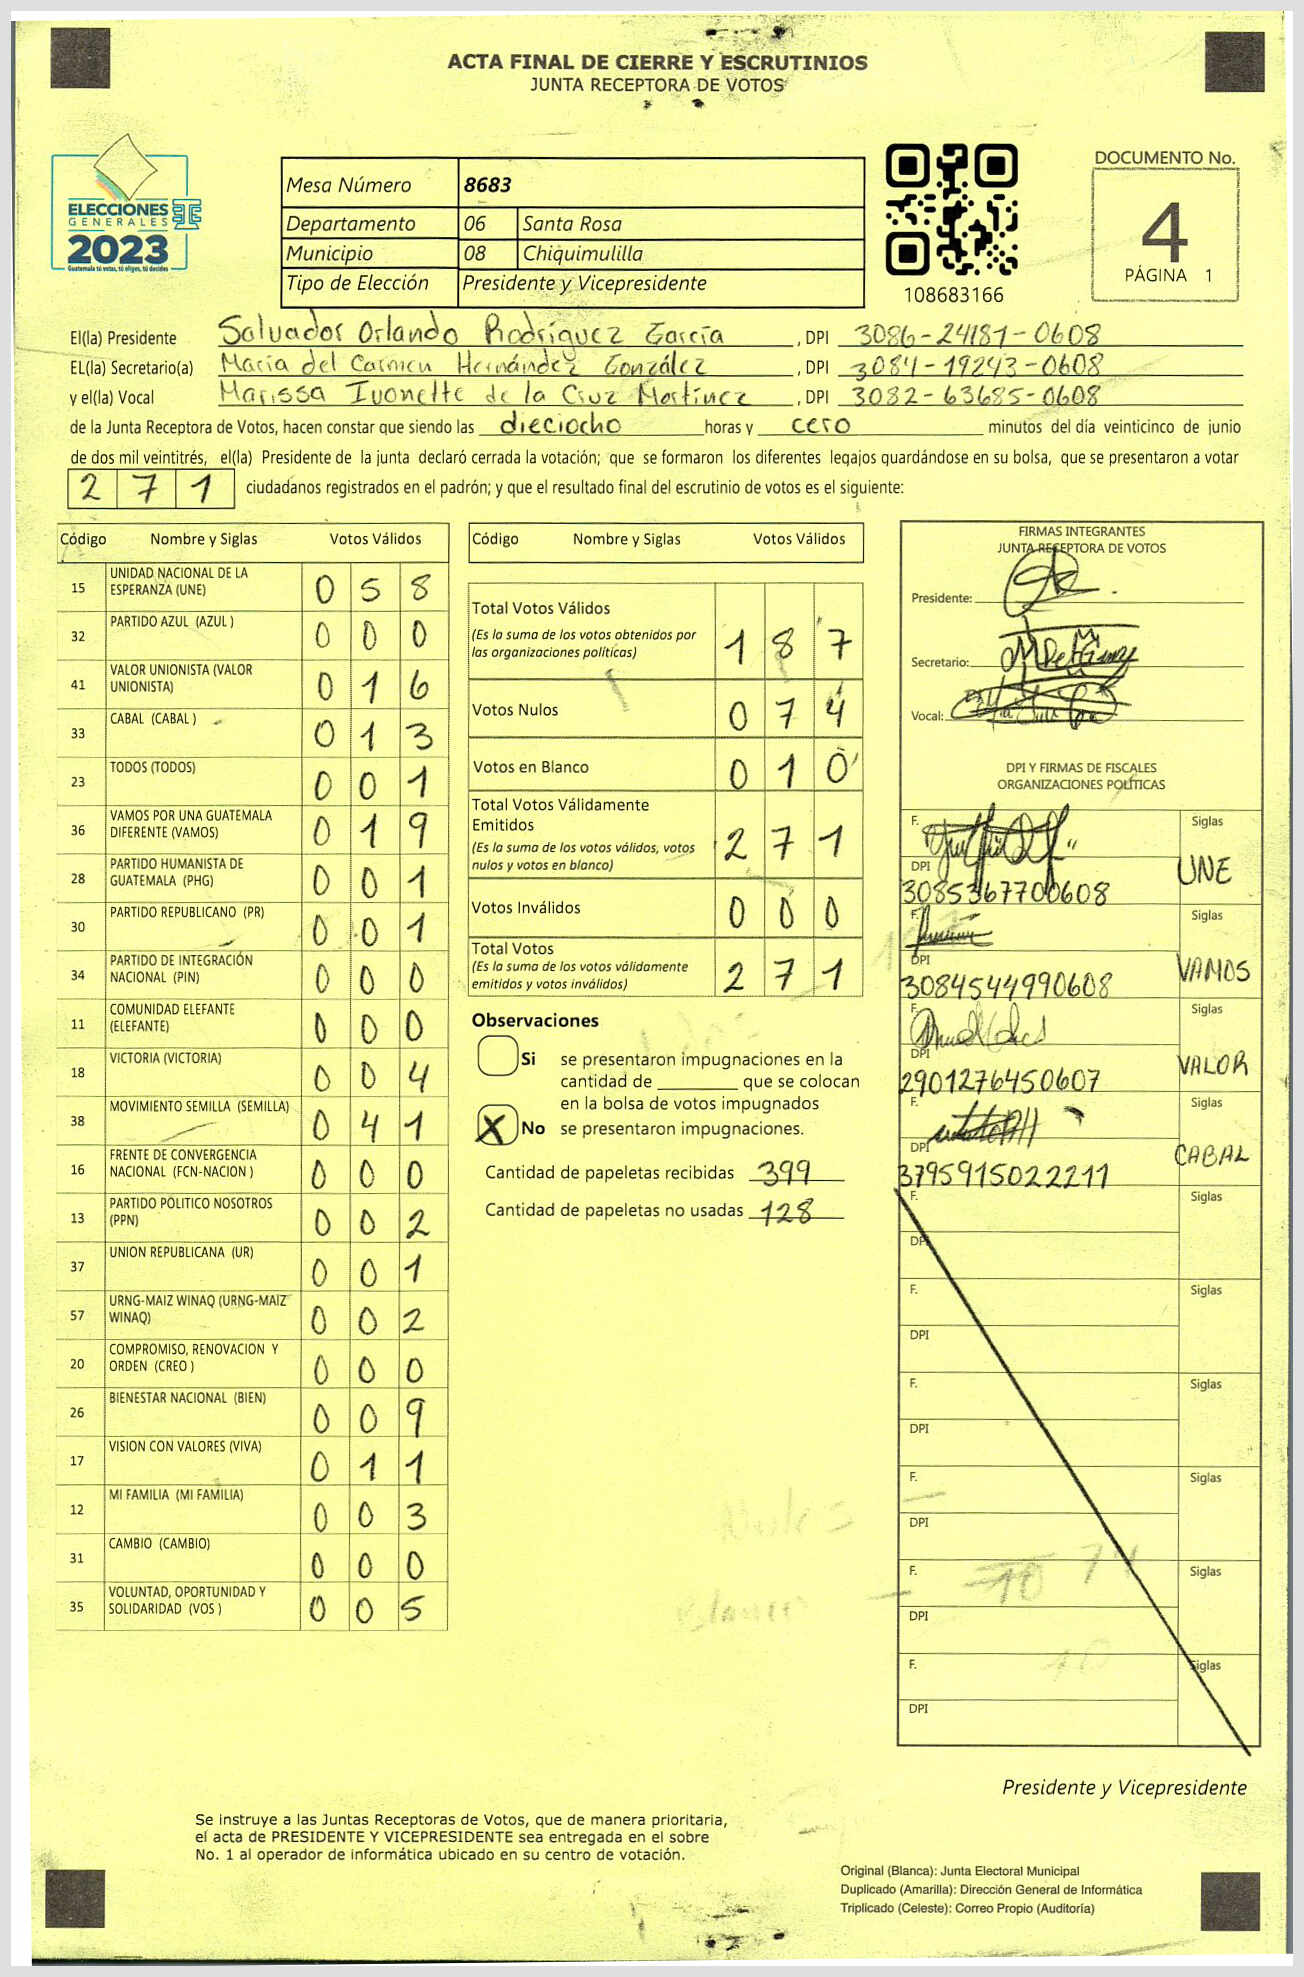 ACTA FINAL DE CIERRE Y ESCRUTINIOS
JUNTA RECEPTORA DE VOTOS
ELECCIONES
GENERALES
2023
Guatemala tú votas, tú eliges, tú decides
Mesa Número 8683
Departamento 06 Santa Rosa
Municipio 08 Chiquimulilla
Tipo de Elección Presidente y Vicepresidente
108683166
DOCUMENTO No.
4
PÁGINA 1
El(la) Presidente Salvador Orlando Rodríguez García , DPI 3086-24187-0608
EL(la) Secretario(a) María del Carmen Hernández González , DPI 3084-19243-0608
y el(la) Vocal Marissa Ivonette de la Cruz Martínez , DPI 3082-63685-0608
de la Junta Receptora de Votos, hacen constar que siendo las dieciocho horas y cero minutos del día veinticinco de junio
de dos mil veintitrés, el(la) Presidente de la junta declaró cerrada la votación; que se formaron los diferentes legajos guardándose en su bolsa, que se presentaron a votar
271 ciudadanos registrados en el padrón; y que el resultado final del escrutinio de votos es el siguiente:
Código Nombre y Siglas Votos Válidos
15 UNIDAD NACIONAL DE LA
ESPERANZA (UNE) 0 5 8
32 PARTIDO AZUL (AZUL ) 0 0 0
41 VALOR UNIONISTA (VALOR
UNIONISTA) 0 1 6
33 CABAL (CABAL ) 0 1 3
23 TODOS (TODOS) 0 0 1
36 VAMOS POR UNA GUATEMALA
DIFERENTE (VAMOS) 0 1 9
28 PARTIDO HUMANISTA DE
GUATEMALA (PHG) 0 0 1
30 PARTIDO REPUBLICANO (PR) 0 0 1
34 PARTIDO DE INTEGRACIÓN
NACIONAL (PIN) 0 0 0
11 COMUNIDAD ELEFANTE
(ELEFANTE) 0 0 0
18 VICTORIA (VICTORIA) 0 0 4
38 MOVIMIENTO SEMILLA (SEMILLA) 0 4 1
16 FRENTE DE CONVERGENCIA
NACIONAL (FCN-NACION ) 0 0 0
13 PARTIDO POLITICO NOSOTROS
(PPN) 0 0 2
37 UNION REPUBLICANA (UR) 0 0 1
57 URNG-MAIZ WINAQ (URNG-MAIZ
WINAQ) 0 0 2
20 COMPROMISO, RENOVACION Y
ORDEN (CREO ) 0 0 0
26 BIENESTAR NACIONAL (BIEN) 0 0 9
17 VISION CON VALORES (VIVA) 0 1 1
12 MI FAMILIA (MI FAMILIA) 0 0 3
31 CAMBIO (CAMBIO) 0 0 0
35 VOLUNTAD, OPORTUNIDAD Y
SOLIDARIDAD (VOS ) 0 0 5
Código Nombre y Siglas Votos Válidos
Total Votos Válidos
(Es la suma de los votos obtenidos por
las organizaciones políticas) 1 8 7
Votos Nulos 0 7 4
Votos en Blanco 0 1 0
Total Votos Válidamente
Emitidos
(Es la suma de los votos válidos, votos
nulos y votos en blanco) 2 7 1
Votos Inválidos 0 0 0
Total Votos
(Es la suma de los votos válidamente
emitidos y votos inválidos) 2 7 1
Observaciones
Si se presentaron impugnaciones en la
cantidad de ________ que se colocan
en la bolsa de votos impugnados
X No se presentaron impugnaciones.
Cantidad de papeletas recibidas 399
Cantidad de papeletas no usadas 128
FIRMAS INTEGRANTES
JUNTA RECEPTORA DE VOTOS
Presidente:
Secretario:
Vocal:
DPI Y FIRMAS DE FISCALES
ORGANIZACIONES POLÍTICAS
F. Siglas
DPI UNE
3085367700608
F. Siglas
DPI VAMOS
3084544990608
F. Siglas
DPI VALOR
2901276450607
F. Siglas
DPI CABAL
3795915022211
F. Siglas
DPI
F. Siglas
DPI
F. Siglas
DPI
F. Siglas
DPI
F. Siglas
DPI
F. Siglas
DPI
Presidente y Vicepresidente
Se instruye a las Juntas Receptoras de Votos, que de manera prioritaria,
el acta de PRESIDENTE Y VICEPRESIDENTE sea entregada en el sobre
No. 1 al operador de informática ubicado en su centro de votación.
Original (Blanca): Junta Electoral Municipal
Duplicado (Amarilla): Dirección General de Informática
Triplicado (Celeste): Correo Propio (Auditoría)